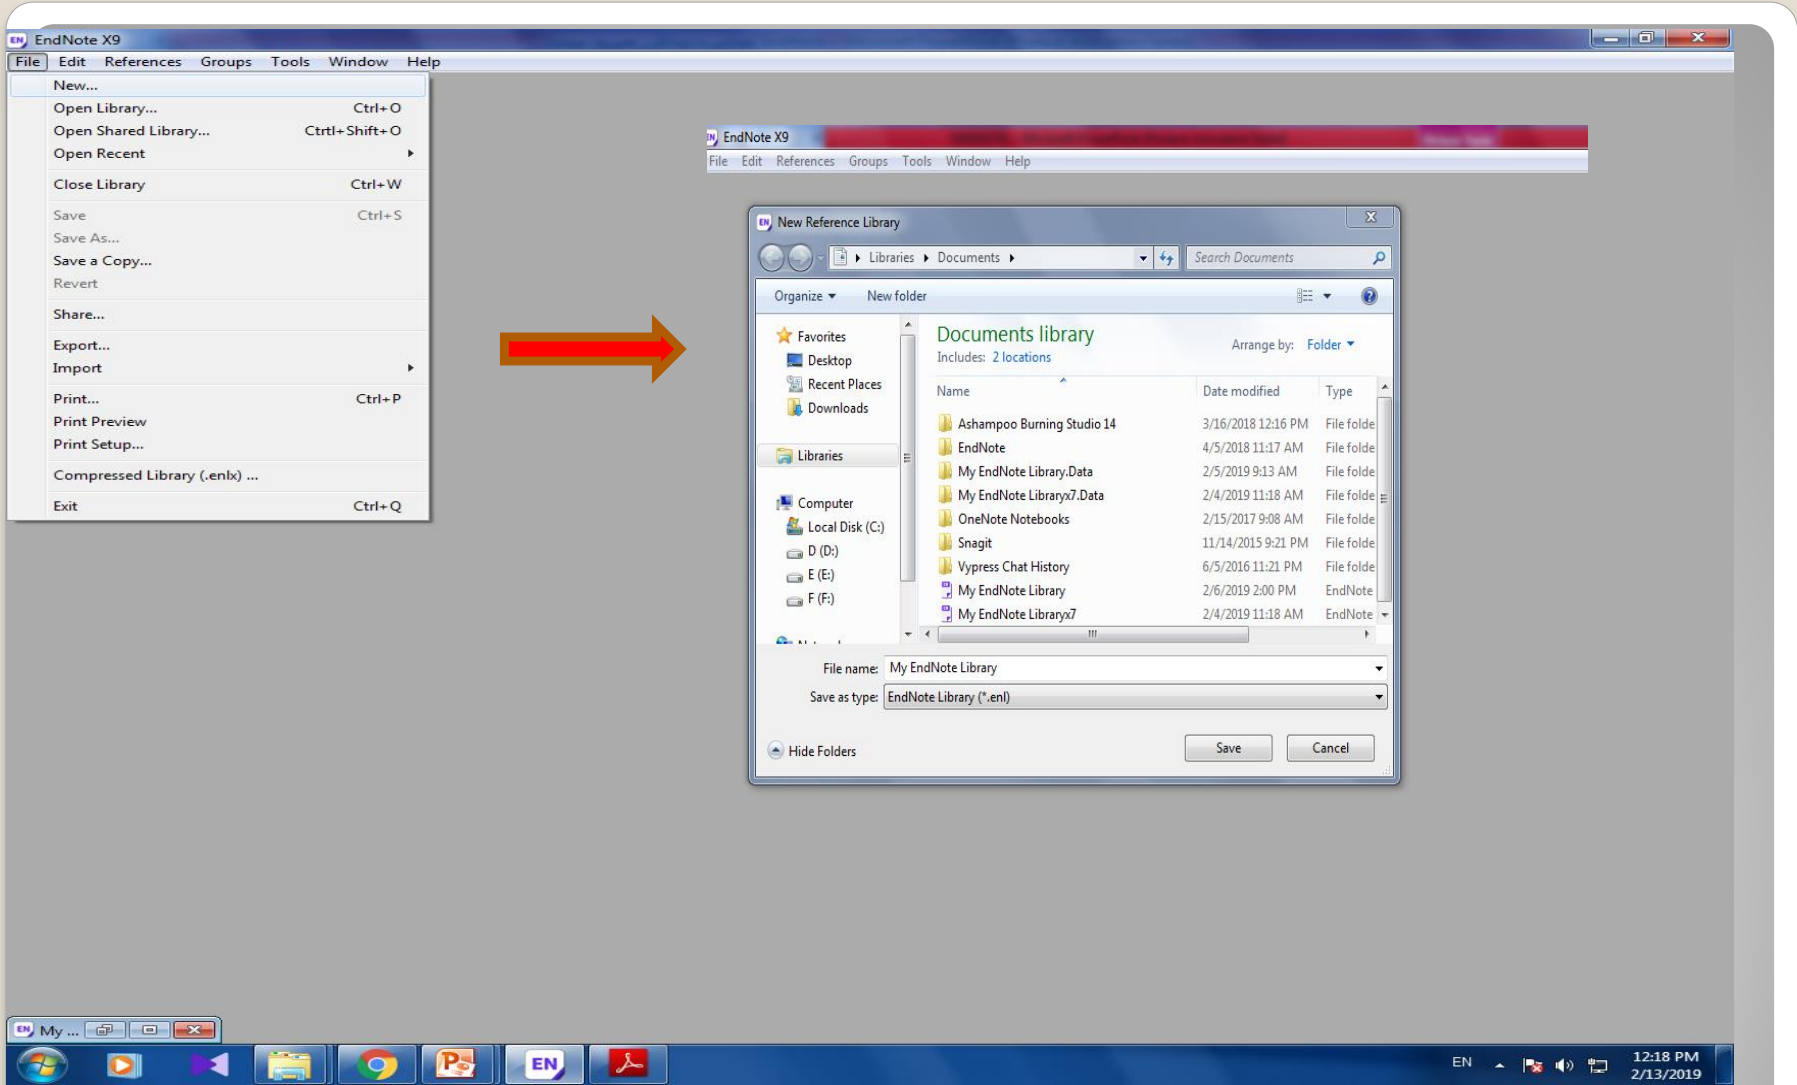 EN EndNote X9
File Edit References Groups Tools Window Help
New...
Open Library... Ctrl+O
Open Shared Library... Ctrtl+Shift+O
Open Recent
Close Library Ctrl+W
Save Ctrl+S
Save As...
Save a Copy...
Revert
Share...
Export...
Import
Print... Ctrl+P
Print Preview
Print Setup...
Compressed Library (.enlx) ...
Exit Ctrl+Q
EndNote X9
File Edit References Groups Tools Window Help
EN New Reference Library
Libraries Documents Search Documents
Organize New folder
Favorites
Desktop
Recent Places
Downloads
Libraries
Computer
Local Disk (C:)
D (D:)
E (E:)
F (F:)
Documents library
Includes: 2 locations
Arrange by: Folder
Name Date modified Type
Ashampoo Burning Studio 14 3/16/2018 12:16 PM File folde
EndNote 4/5/2018 11:17 AM File folde
My EndNote Library.Data 2/5/2019 9:13 AM File folde
My EndNote Libraryx7.Data 2/4/2019 11:18 AM File folde
OneNote Notebooks 2/15/2017 9:08 AM File folde
Snagit 11/14/2015 9:21 PM File folde
Vypress Chat History 6/5/2016 11:21 PM File folde
My EndNote Library 2/6/2019 2:00 PM EndNote
My EndNote Libraryx7 2/4/2019 11:18 AM EndNote
File name: My EndNote Library
Save as type: EndNote Library (*.enl)
Hide Folders Save Cancel
EN My ...
EN
EN 12:18 PM
2/13/2019